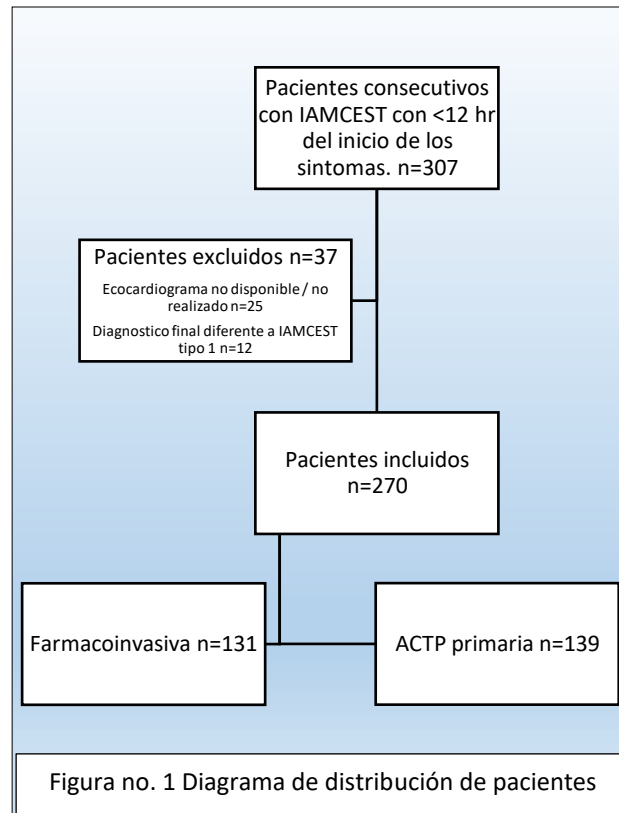 Pacientes consecutivos
con IAMCEST con <12 hr
del inicio de los
sintomas. n=307
Pacientes excluidos n=37
Ecocardiograma no disponible / no
realizado n=25
Diagnostico final diferente a IAMCEST
tipo 1 n=12
Pacientes incluidos
n=270
Farmacoinvasiva n=131
ACTP primaria n=139
Figura no. 1 Diagrama de distribución de pacientes